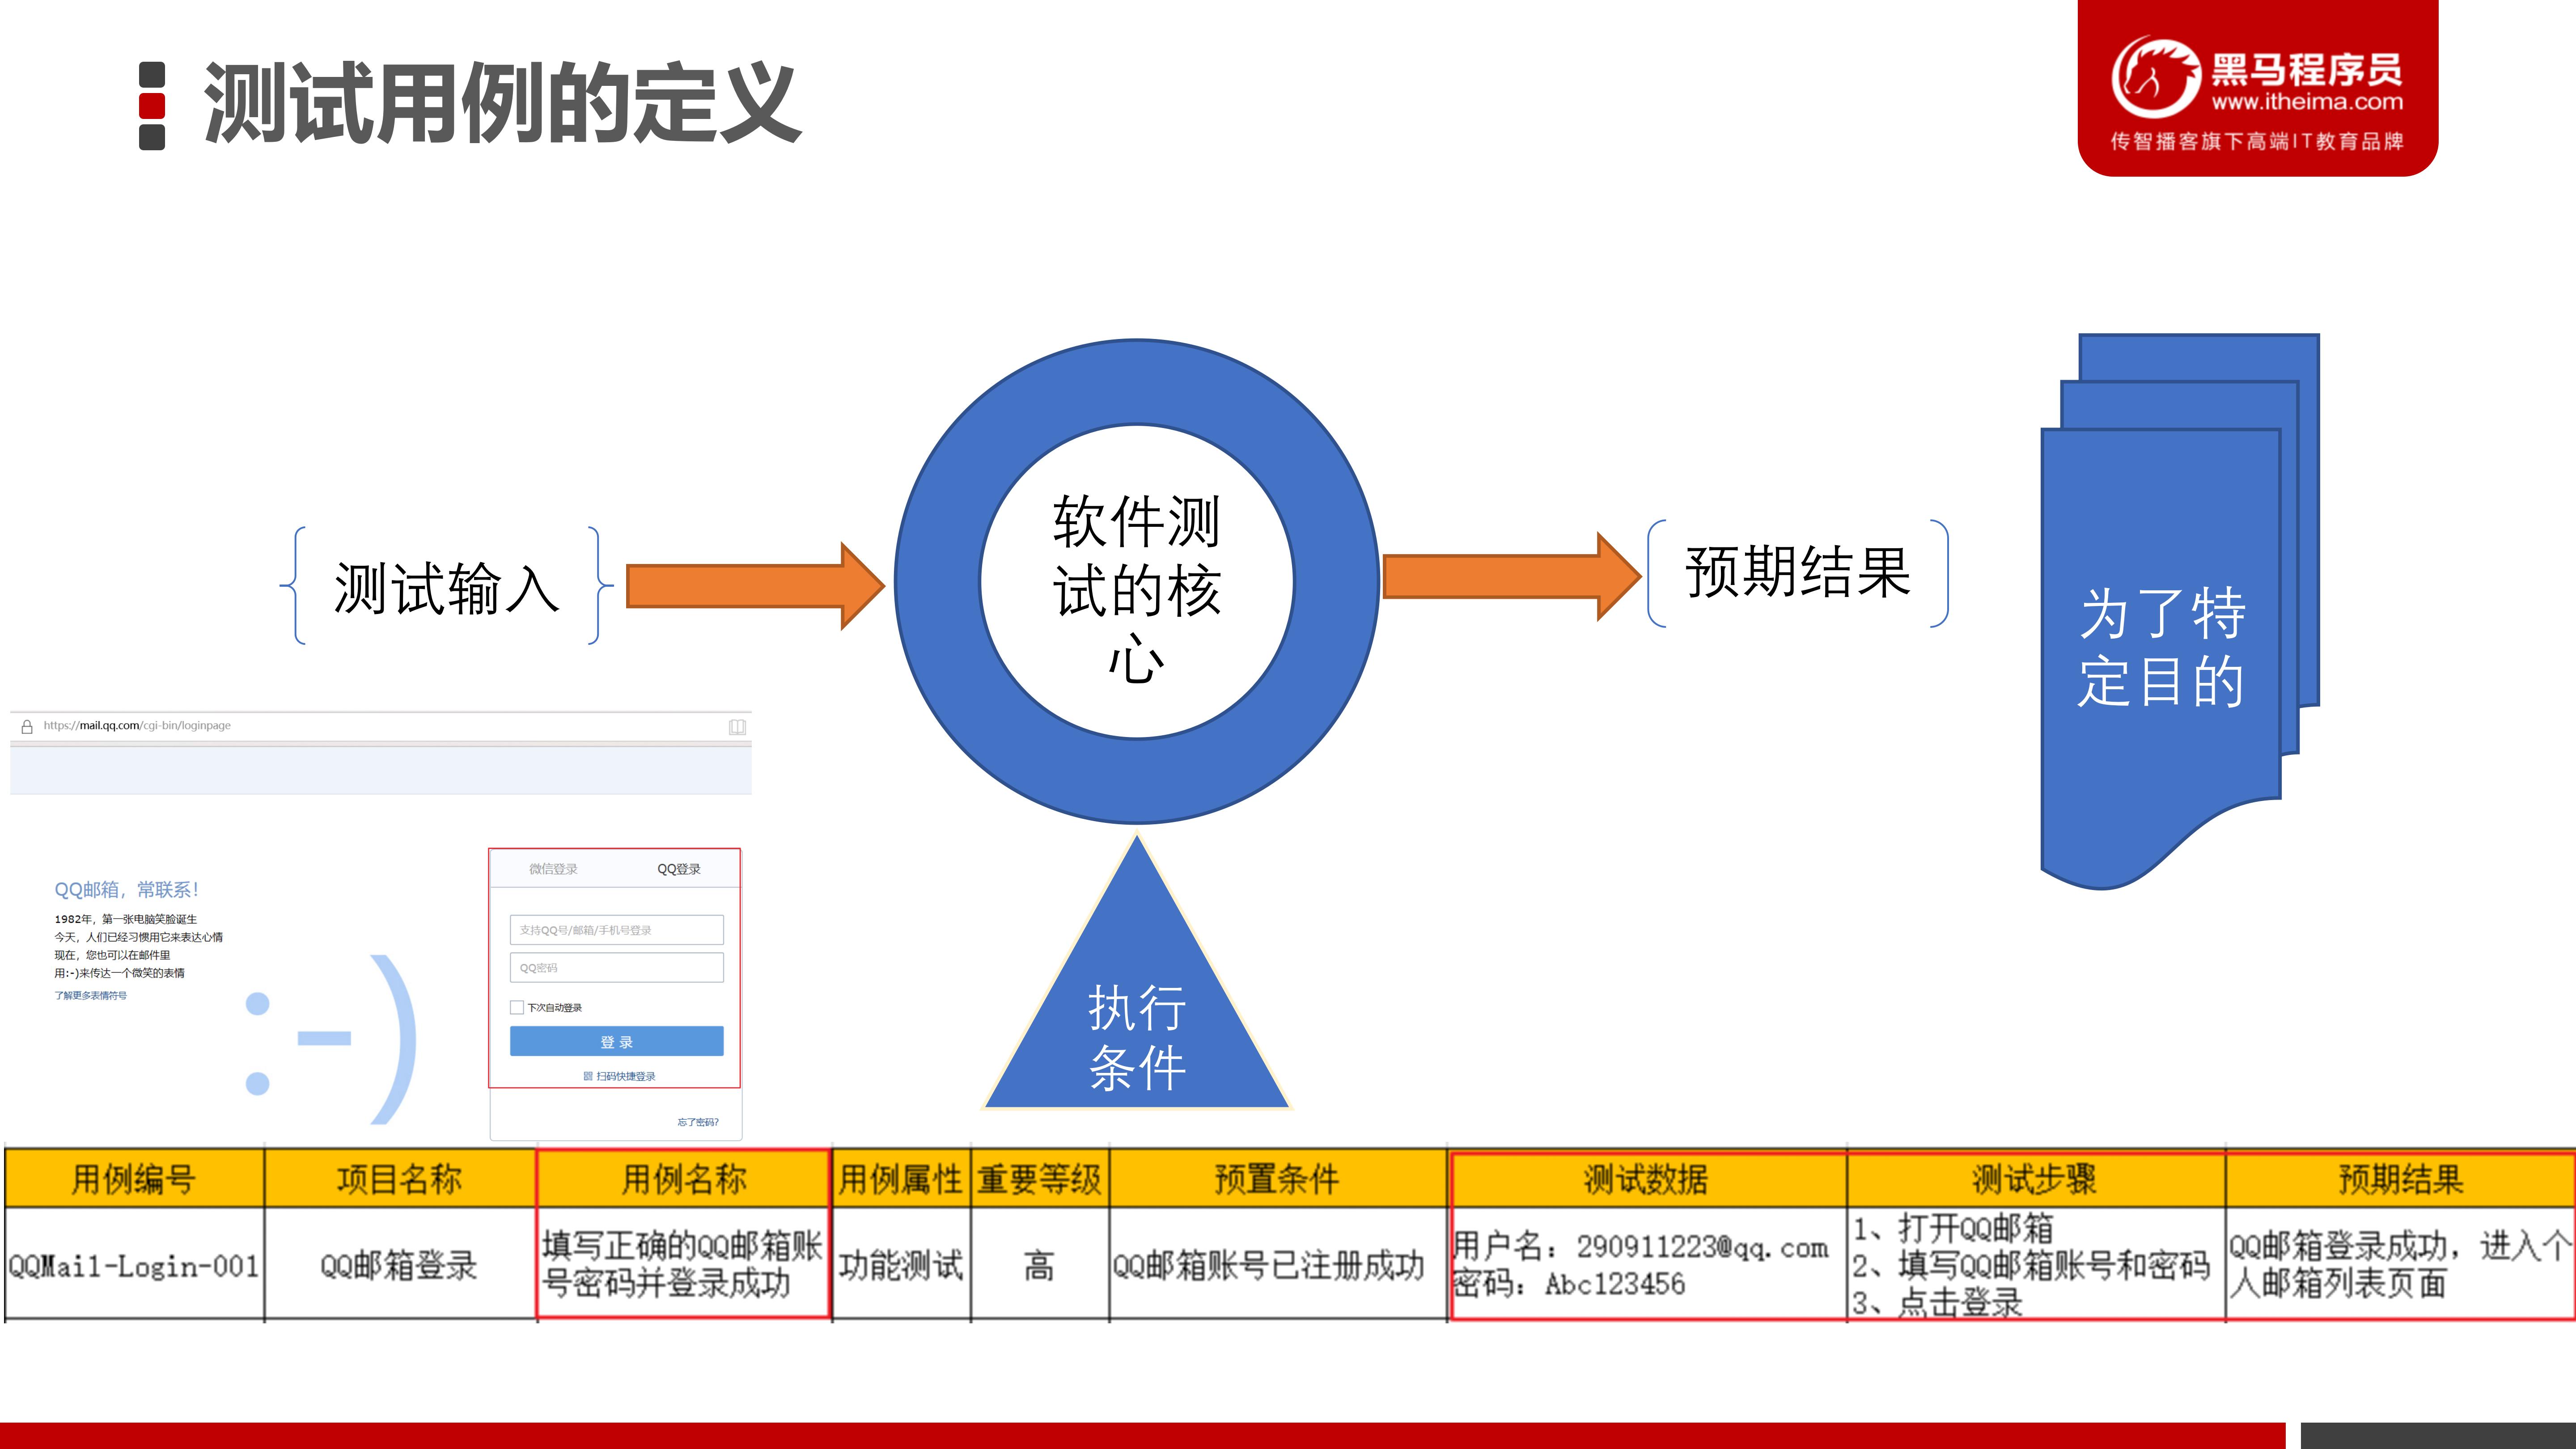 测试用例的定义
黑马程序员
www.itheima.com
传智播客旗下高端IT教育品牌
测试输入
软件测
试的核
心
预期结果
为了特
定目的
执行
条件
https://mail.qq.com/cgi-bin/loginpage
QQ邮箱，常联系！
1982年，第一张电脑笑脸诞生
今天，人们已经习惯用它来表达心情
现在，您也可以在邮件里
用:-)来传达一个微笑的表情
了解更多表情符号
:-)
微信登录 QQ登录
支持QQ号/邮箱/手机号登录
QQ密码
下次自动登录
登 录
扫码快捷登录
忘了密码?
用例编号 项目名称 用例名称 用例属性 重要等级 预置条件 测试数据 测试步骤 预期结果
QQMail-Login-001
QQ邮箱登录
填写正确的QQ邮箱账
号密码并登录成功
功能测试
高
QQ邮箱账号已注册成功
用户名：290911223@qq.com
密码：Abc123456
1、打开QQ邮箱
2、填写QQ邮箱账号和密码
3、点击登录
QQ邮箱登录成功，进入个
人邮箱列表页面